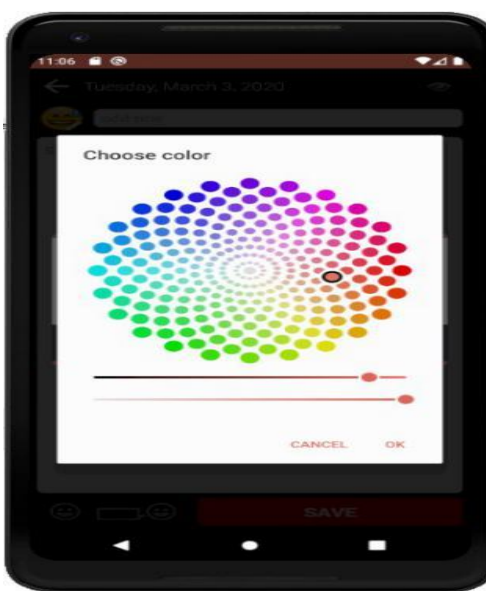 11:06
Tuesday, March 3, 2020
Choose color
CANCEL OK
SAVE